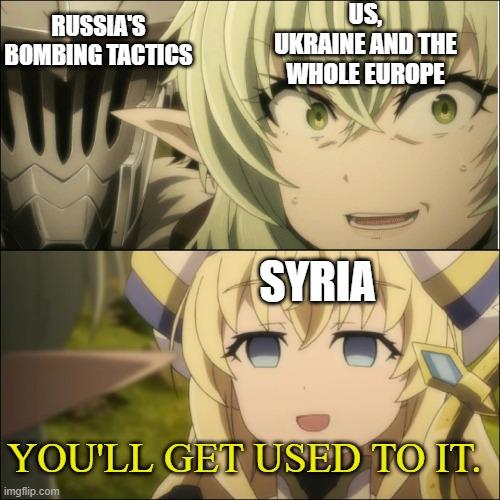 RUSSIA'S
BOMBING TACTICS
US,
UKRAINE AND THE
WHOLE EUROPE
SYRIA
YOU'LL GET USED TO IT.
imgflip.com